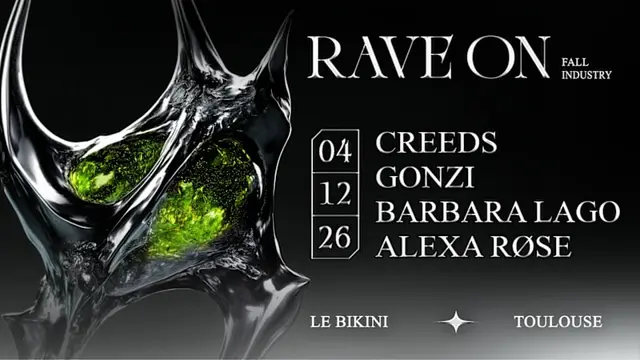 RAVE ON
FALL
INDUSTRY
04
12
26
CREEDS
GONZI
BARBARA LAGO
ALEXA RØSE
LE BIKINI
TOULOUSE